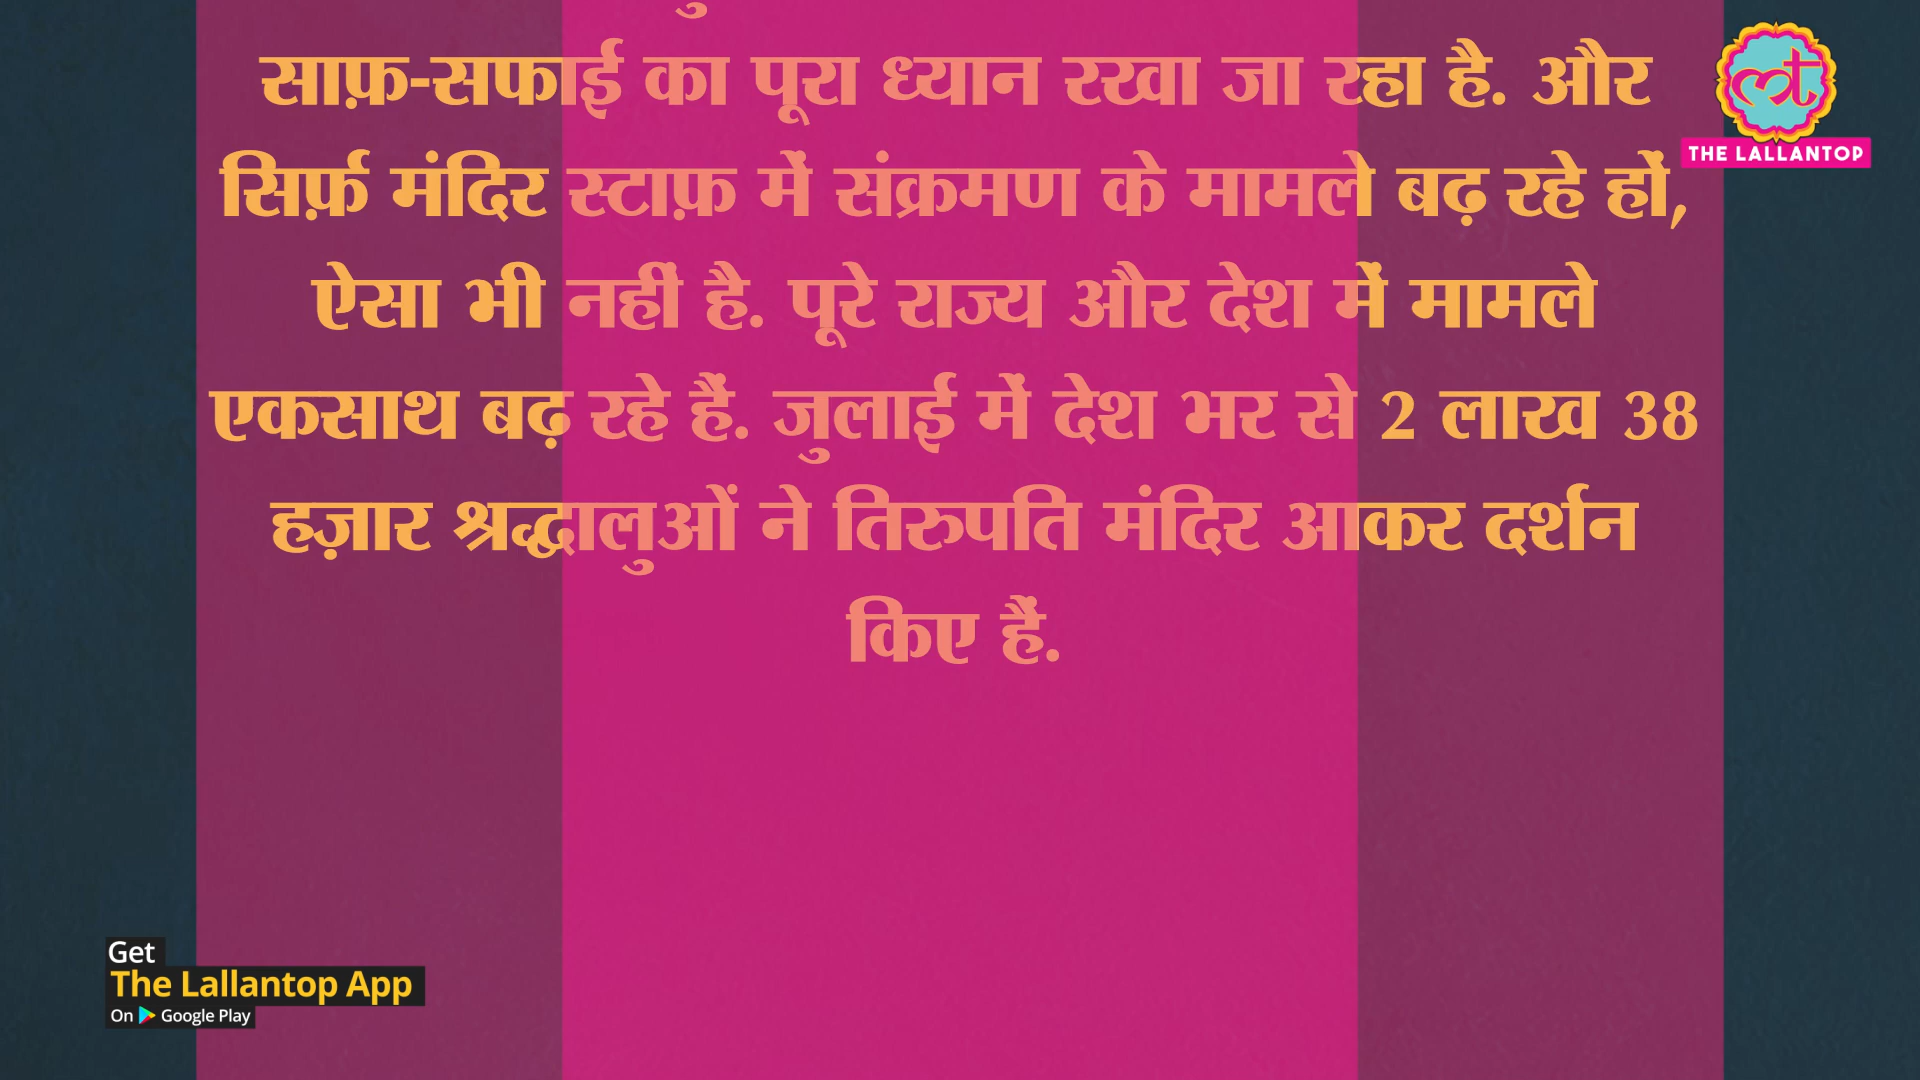 साफ़-सफाई का पूरा ध्यान रखा जा रहा है. और
सिर्फ़ मंदिर स्टाफ़ में संक्रमण के मामले बढ़ रहे हों,
ऐसा भी नहीं है. पूरे राज्य और देश में मामले
एकसाथ बढ़ रहे हैं. जुलाई में देश भर से 2 लाख 38
हज़ार श्रद्धालुओं ने तिरुपति मंदिर आकर दर्शन
किए हैं.
THE LALLANTOP
Get
The Lallantop App
On Google Play